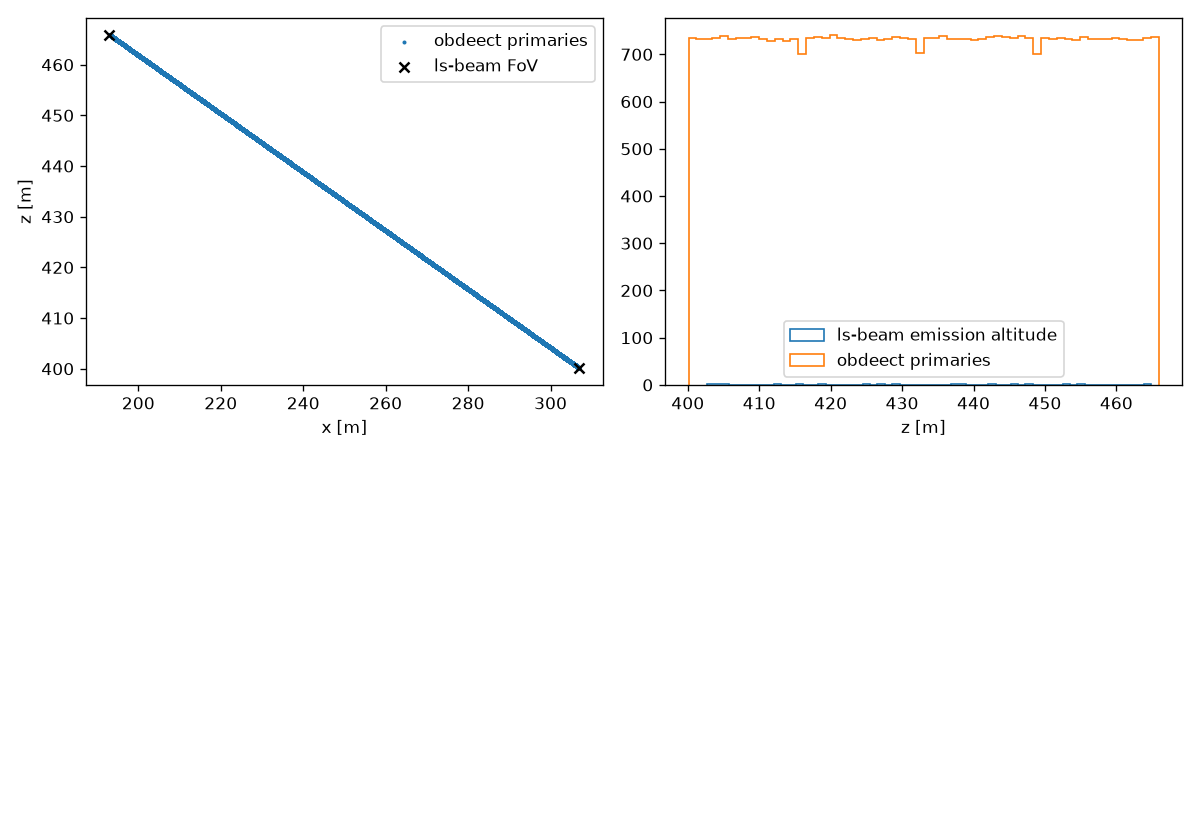 obdeect primaries
ls-beam FoV
z [m]
460
450
440
430
420
410
400
200 220 240 260 280 300
x [m]
700
600
500
400
300
200
100
0
ls-beam emission altitude
obdeect primaries
400 410 420 430 440 450 460
z [m]